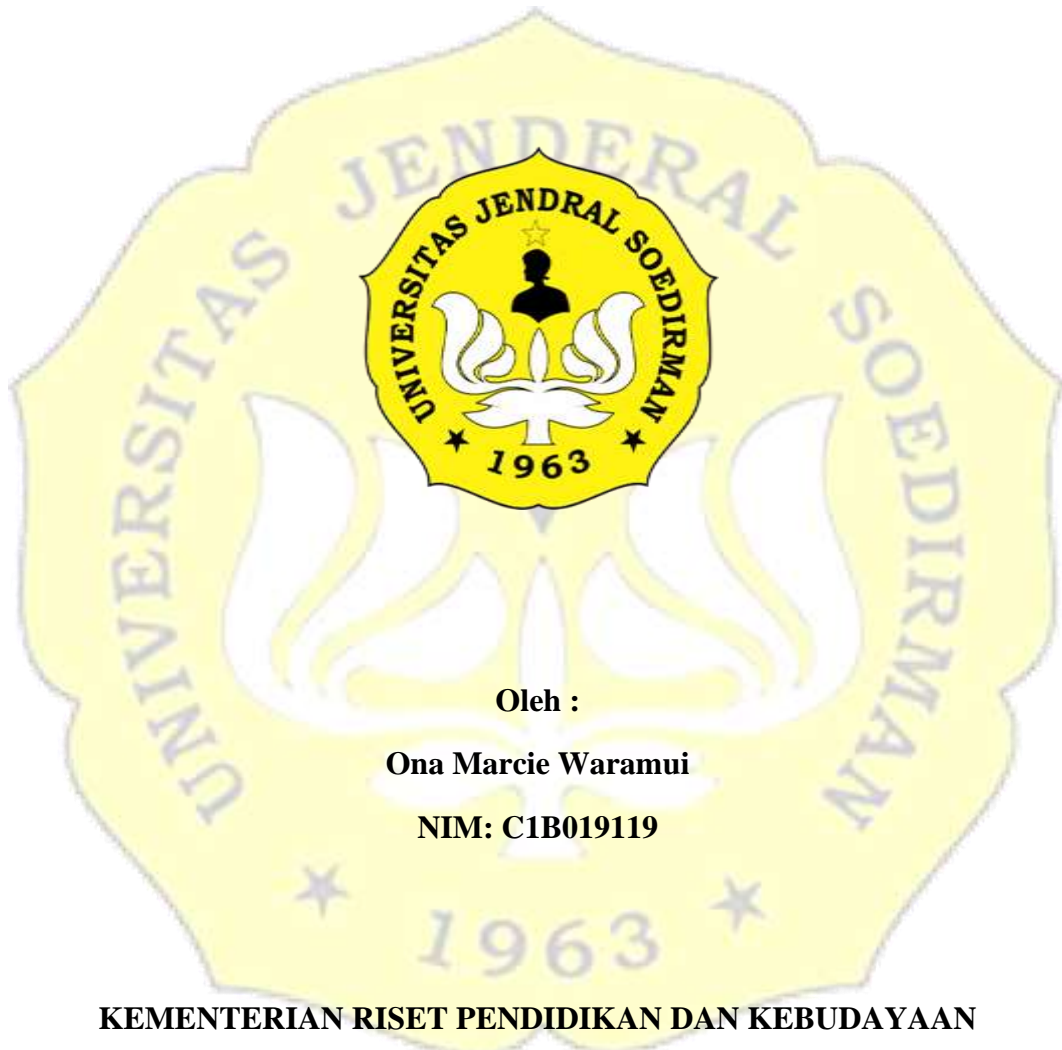 UNIVERSITAS JENDERAL SOEDIRMAN
1963
UNIVERSITAS JENDRAL SOEDIRMAN
1963
Oleh :
Ona Marcie Waramui
NIM: C1B019119
KEMENTERIAN RISET PENDIDIKAN DAN KEBUDAYAAN